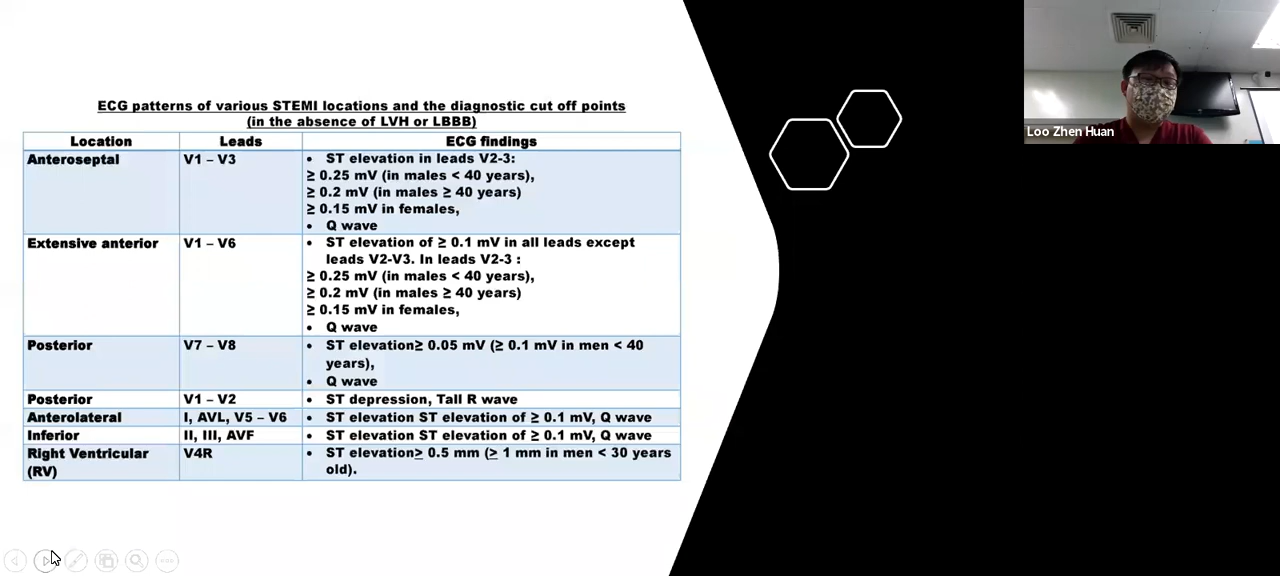 ECG patterns of various STEMI locations and the diagnostic cut off points
(in the absence of LVH or LBBB)
Location Leads ECG findings
Anteroseptal V1 – V3 • ST elevation in leads V2-3:
≥ 0.25 mV (in males < 40 years),
≥ 0.2 mV (in males ≥ 40 years)
≥ 0.15 mV in females,
• Q wave
Extensive anterior V1 – V6 • ST elevation of ≥ 0.1 mV in all leads except
leads V2-V3. In leads V2-3 :
≥ 0.25 mV (in males < 40 years),
≥ 0.2 mV (in males ≥ 40 years)
≥ 0.15 mV in females,
• Q wave
Posterior V7 – V8 • ST elevation≥ 0.05 mV (≥ 0.1 mV in men < 40
years),
• Q wave
Posterior V1 – V2 • ST depression, Tall R wave
Anterolateral I, AVL, V5 – V6 • ST elevation ST elevation of ≥ 0.1 mV, Q wave
Inferior II, III, AVF • ST elevation ST elevation of ≥ 0.1 mV, Q wave
Right Ventricular V4R • ST elevation≥ 0.5 mm (≥ 1 mm in men < 30 years
(RV) old).
Loo Zhen Huan